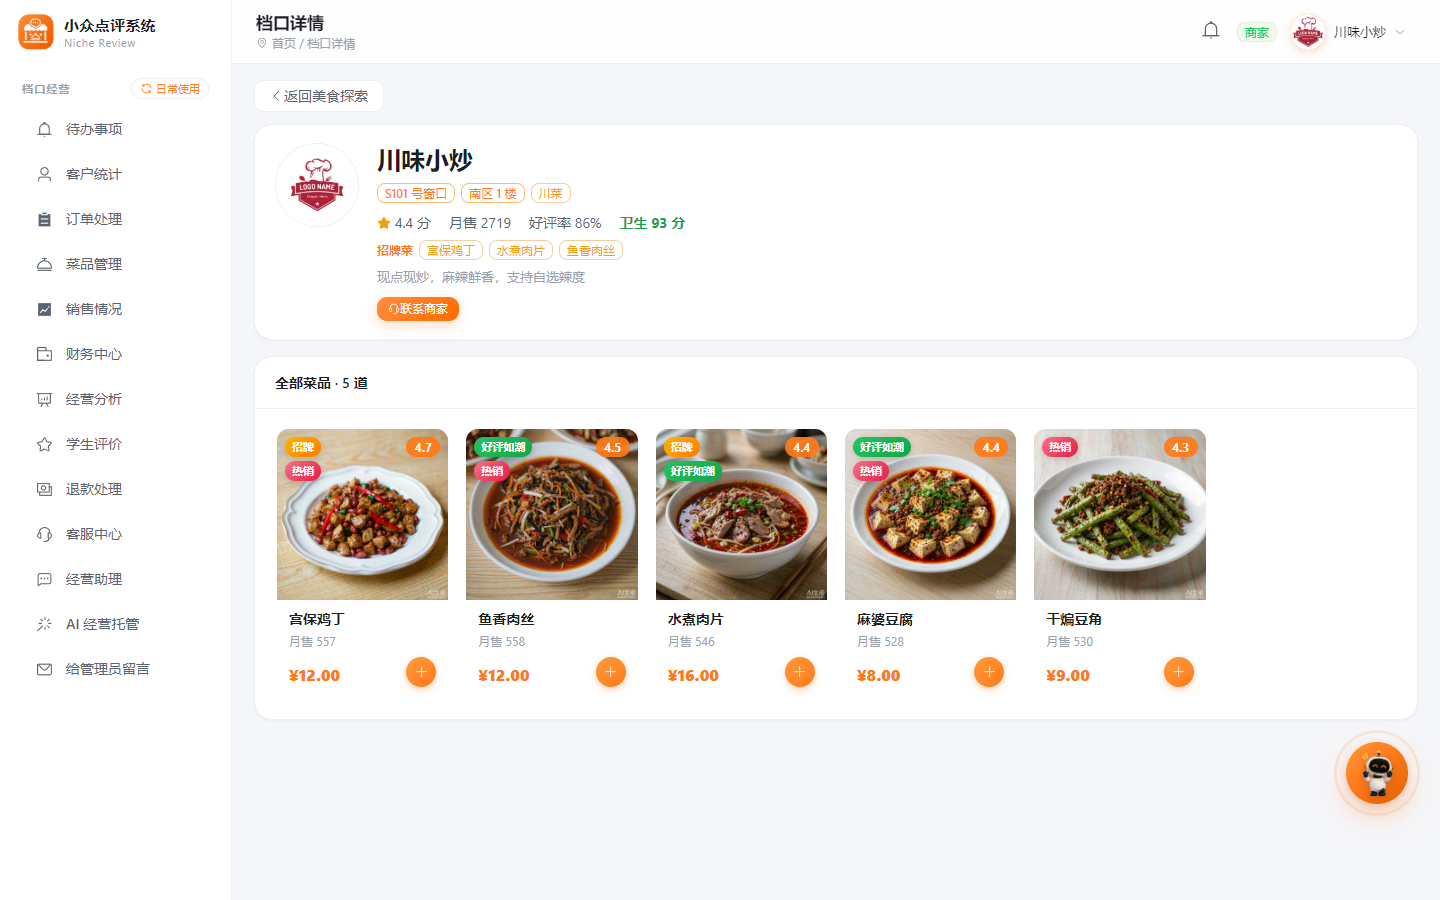 小众点评系统
Niche Review
档口经营
日常使用
待办事项
客户统计
订单处理
菜品管理
销售情况
财务中心
经营分析
学生评价
退款处理
客服中心
经营助理
AI 经营托管
给管理员留言
档口详情
首页 / 档口详情
商家
川味小炒
返回美食探索
LOGO NAME
川味小炒
S101 号窗口
南区 1 楼
川菜
4.4 分 月售 2719 好评率 86% 卫生 93 分
招牌菜 宫保鸡丁 水煮肉片 鱼香肉丝
现点现炒，麻辣鲜香，支持自选辣度
联系商家
全部菜品 · 5 道
招牌
热销
4.7
宫保鸡丁
月售 557
¥12.00
好评如潮
热销
4.5
鱼香肉丝
月售 558
¥12.00
招牌
好评如潮
4.4
水煮肉片
月售 546
¥16.00
好评如潮
热销
4.4
麻婆豆腐
月售 528
¥8.00
热销
4.3
干煸豆角
月售 530
¥9.00